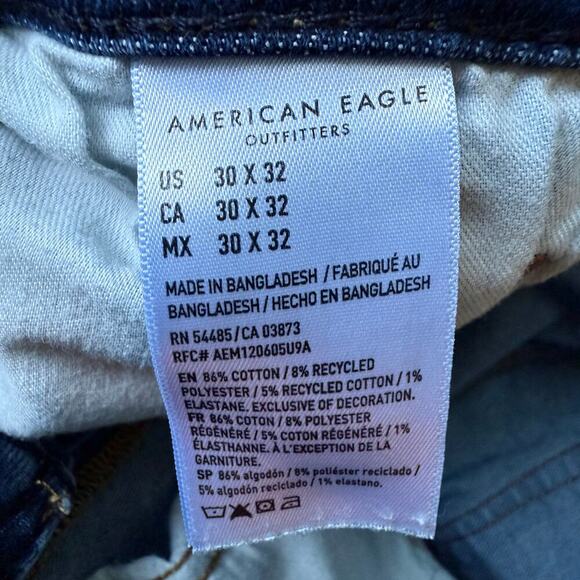 AMERICAN EAGLE
OUTFITTERS
US 30 X 32
CA 30 X 32
MX 30 X 32
MADE IN BANGLADESH / FABRIQUÉ AU
BANGLADESH / HECHO EN BANGLADESH
RN 54485/CA 03873
RFC# AEM120605U9A
EN 86% COTTON / 8% RECYCLED
POLYESTER / 5% RECYCLED COTTON / 1%
ELASTANE. EXCLUSIVE OF DECORATION.
FR 86% COTON / 8% POLYESTER
RÉGÉNÉRÉ / 5% COTON RÉGÉNÉRÉ / 1%
ÉLASTHANNE. À L'EXCEPTION DE LA
GARNITURE.
SP 86% algodón / 8% poliéster reciclado /
5% algodón reciclado / 1% elastano.